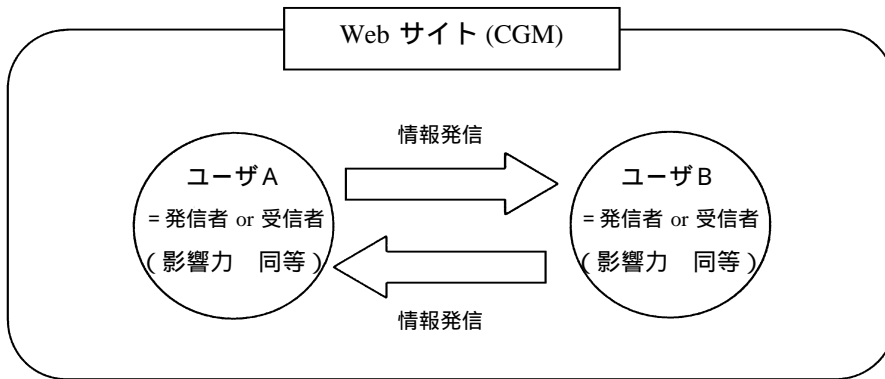 Web サイト (CGM)
情報発信
ユーザA
= 発信者 or 受信者
(影響力 同等)
ユーザB
= 発信者 or 受信者
(影響力 同等)
情報発信